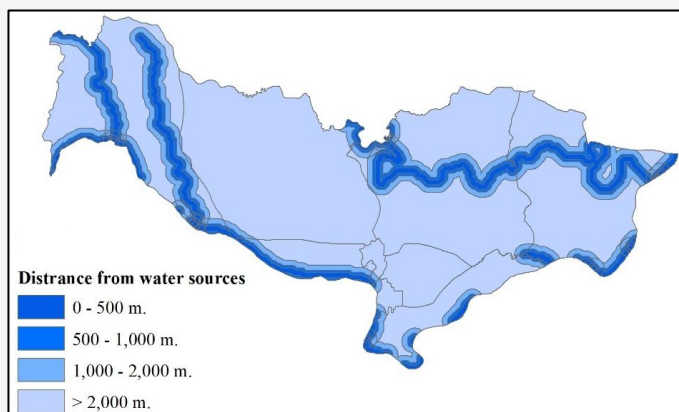 Distrance from water sources
0 - 500 m.
500 - 1,000 m.
1,000 - 2,000 m.
> 2,000 m.